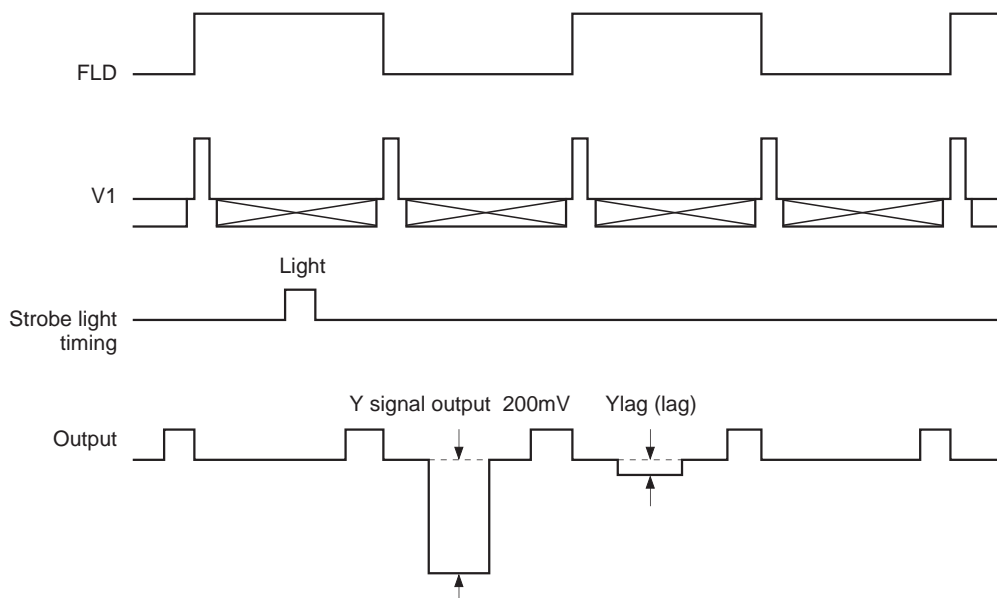 FLD
V1
Light
Strobe light
timing
Y signal output 200mV
Ylag (lag)
Output